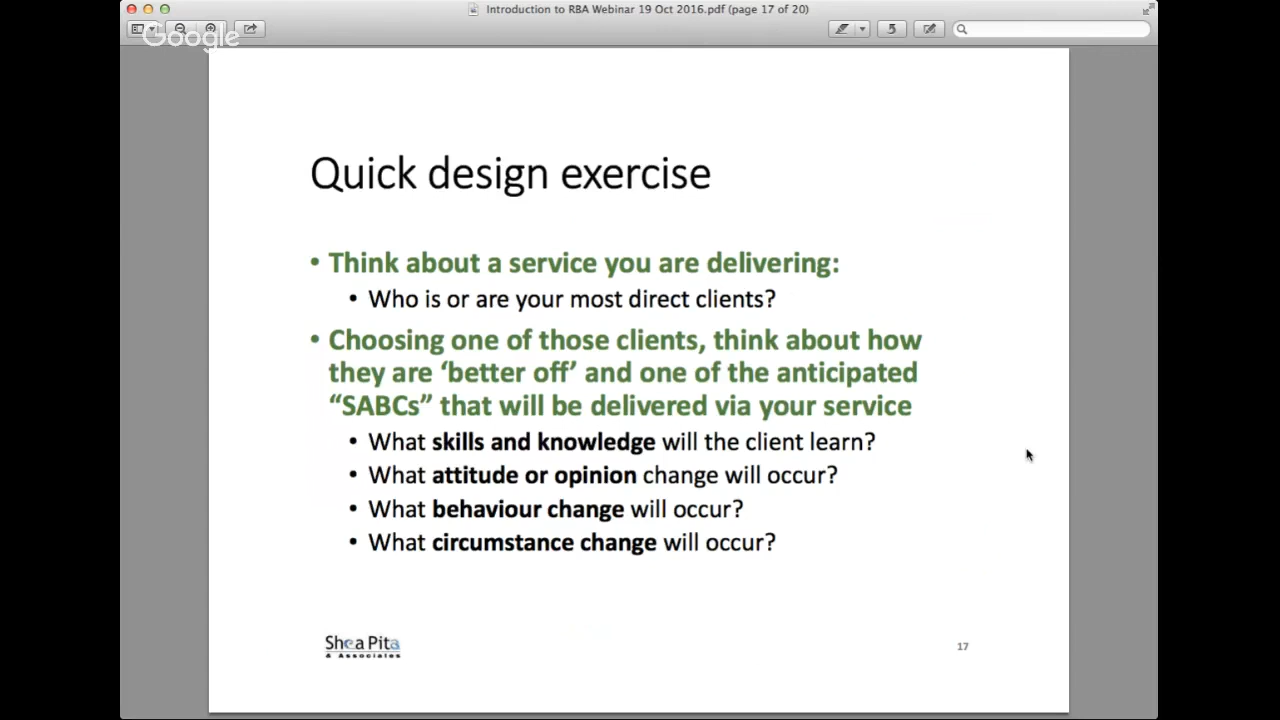 Introduction to RBA Webinar 19 Oct 2016.pdf (page 17 of 20)
Google
Quick design exercise
• Think about a service you are delivering:
• Who is or are your most direct clients?
• Choosing one of those clients, think about how
they are ‘better off’ and one of the anticipated
“SABCs” that will be delivered via your service
• What skills and knowledge will the client learn?
• What attitude or opinion change will occur?
• What behaviour change will occur?
• What circumstance change will occur?
Shea Pita
& Associates
17